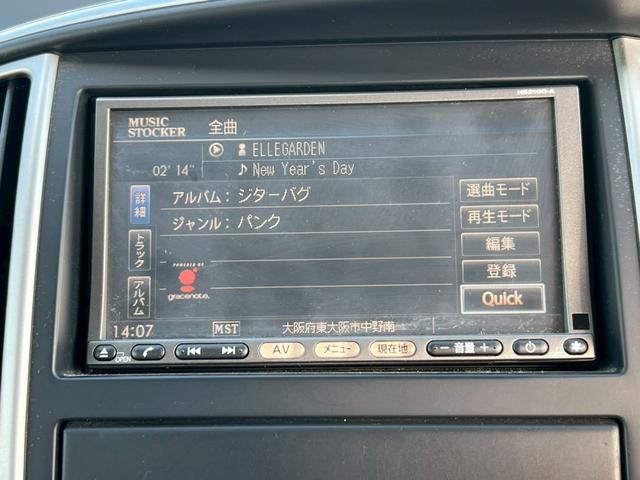 HS310D-A
MUSIC STOCKER 全曲
ELLEGARDEN
02' 14" New Year's Day
詳細 アルバム: ジターバグ 選曲モード
ジャンル: パンク 再生モード
トラック 編集
POWERED BY
gracenote. 登録
アルバム Quick
14:07 MST 大阪府東大阪市中野南
OPEN AV メニュー 現在地 − 音量 +